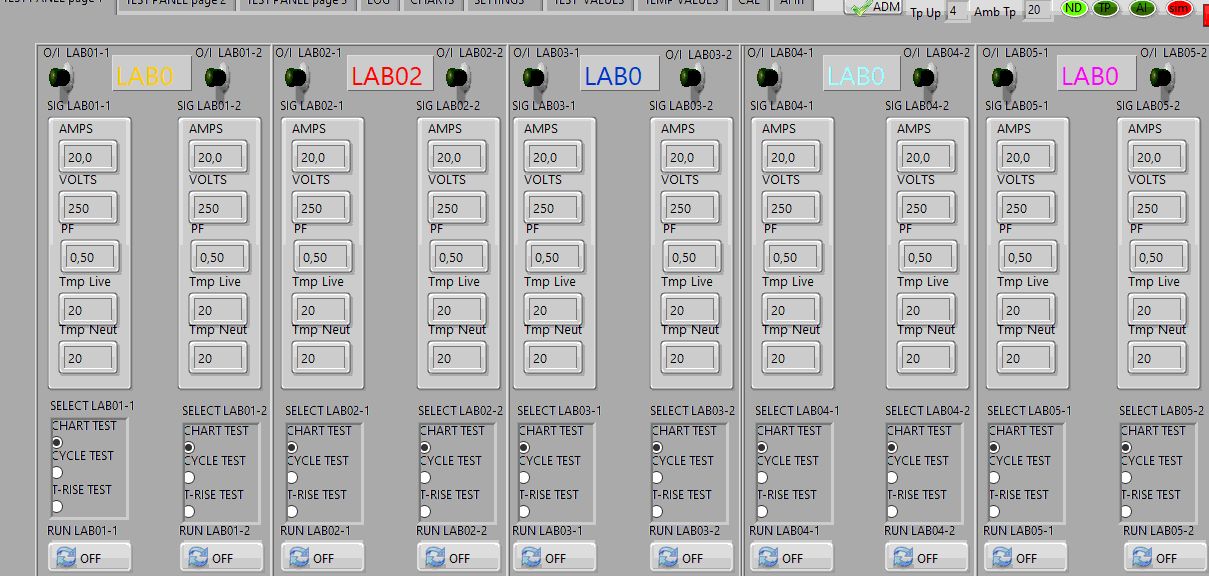 TEST PANEL page 1 TEST PANEL page 2 TEST PANEL page 3 LOG CHARTS SETTINGS TEST VALUES TEMP VALUES CAL
ADM Tp Up 4 Amb Tp 20 ND TP AI sim
O/I LAB01-1 O/I LAB01-2 O/I LAB02-1 O/I LAB02-2 O/I LAB03-1 O/I LAB03-2 O/I LAB04-1 O/I LAB04-2 O/I LAB05-1 O/I LAB05-2
LAB0 LAB02 LAB0 LAB0 LAB0
SIG LAB01-1 SIG LAB01-2 SIG LAB02-1 SIG LAB02-2 SIG LAB03-1 SIG LAB03-2 SIG LAB04-1 SIG LAB04-2 SIG LAB05-1 SIG LAB05-2
AMPS AMPS AMPS AMPS AMPS AMPS AMPS AMPS AMPS AMPS
20,0 20,0 20,0 20,0 20,0 20,0 20,0 20,0 20,0 20,0
VOLTS VOLTS VOLTS VOLTS VOLTS VOLTS VOLTS VOLTS VOLTS VOLTS
250 250 250 250 250 250 250 250 250 250
PF PF PF PF PF PF PF PF PF PF
0,50 0,50 0,50 0,50 0,50 0,50 0,50 0,50 0,50 0,50
Tmp Live Tmp Live Tmp Live Tmp Live Tmp Live Tmp Live Tmp Live Tmp Live Tmp Live Tmp Live
20 20 20 20 20 20 20 20 20 20
Tmp Neut Tmp Neut Tmp Neut Tmp Neut Tmp Neut Tmp Neut Tmp Neut Tmp Neut Tmp Neut Tmp Neut
20 20 20 20 20 20 20 20 20 20
SELECT LAB01-1 SELECT LAB01-2 SELECT LAB02-1 SELECT LAB02-2 SELECT LAB03-1 SELECT LAB03-2 SELECT LAB04-1 SELECT LAB04-2 SELECT LAB05-1 SELECT LAB05-2
CHART TEST CHART TEST CHART TEST CHART TEST CHART TEST CHART TEST CHART TEST CHART TEST CHART TEST CHART TEST
CYCLE TEST CYCLE TEST CYCLE TEST CYCLE TEST CYCLE TEST CYCLE TEST CYCLE TEST CYCLE TEST CYCLE TEST CYCLE TEST
T-RISE TEST T-RISE TEST T-RISE TEST T-RISE TEST T-RISE TEST T-RISE TEST T-RISE TEST T-RISE TEST T-RISE TEST T-RISE TEST
RUN LAB01-1 RUN LAB01-2 RUN LAB02-1 RUN LAB02-2 RUN LAB03-1 RUN LAB03-2 RUN LAB04-1 RUN LAB04-2 RUN LAB05-1 RUN LAB05-2
OFF OFF OFF OFF OFF OFF OFF OFF OFF OFF